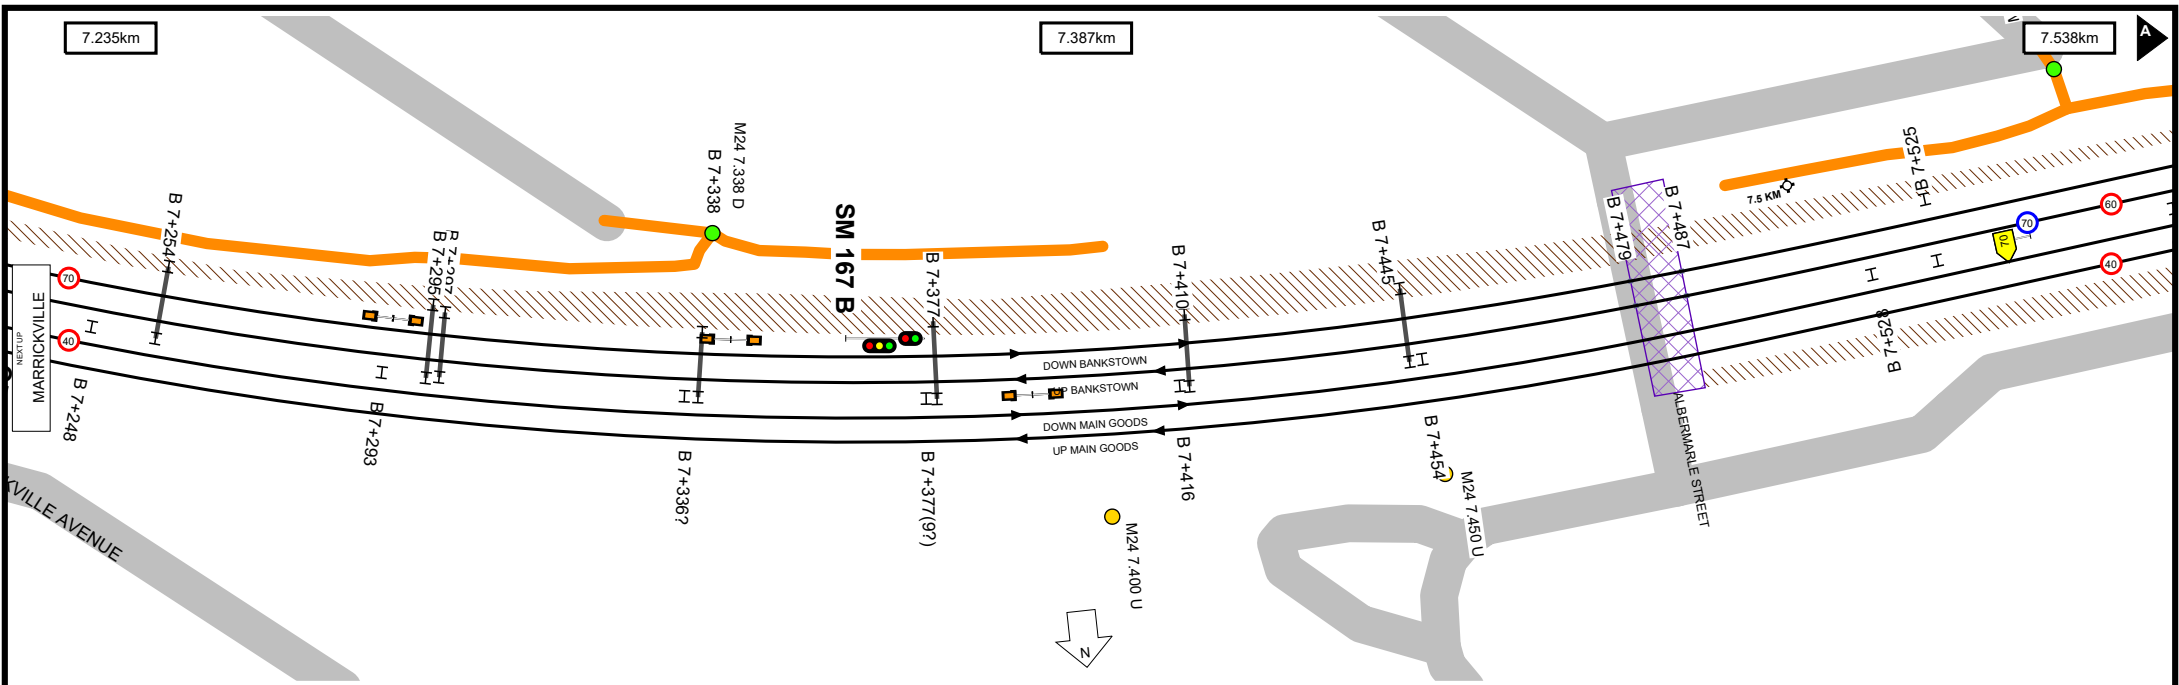 7.235km
7.387km
7.538km
A
N
B 7+254
B 7+295
B 7+297
B 7+338
M24 7.338 D
SM 167 B
B 7+377
B 7+410
B 7+445
B 7+479
B 7+487
7.5 KM
B 7+525
70
60
70
40
70
40
NEXT UP
MARRICKVILLE
B 7+248
B 7+293
B 7+336?
B 7+377(9?)
DOWN BANKSTOWN
UP BANKSTOWN
DOWN MAIN GOODS
UP MAIN GOODS
B 7+416
B 7+454
M24 7.450 U
M24 7.400 U
B 7+528
ALBERMARLE STREET
KVILLE AVENUE
N